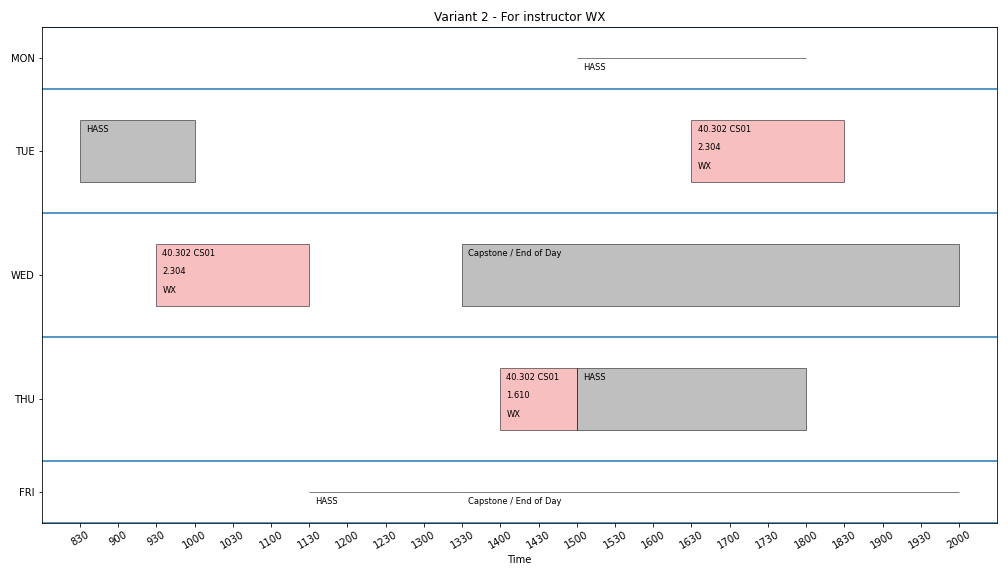 Variant 2 - For instructor WX
MON
HASS
TUE
HASS
40.302 CS01
2.304
WX
WED
40.302 CS01
2.304
WX
Capstone / End of Day
THU
40.302 CS01
1.610
WX
HASS
FRI
HASS
Capstone / End of Day
830 900 930 1000 1030 1100 1130 1200 1230 1300 1330 1400 1430 1500 1530 1600 1630 1700 1730 1800 1830 1900 1930 2000
Time